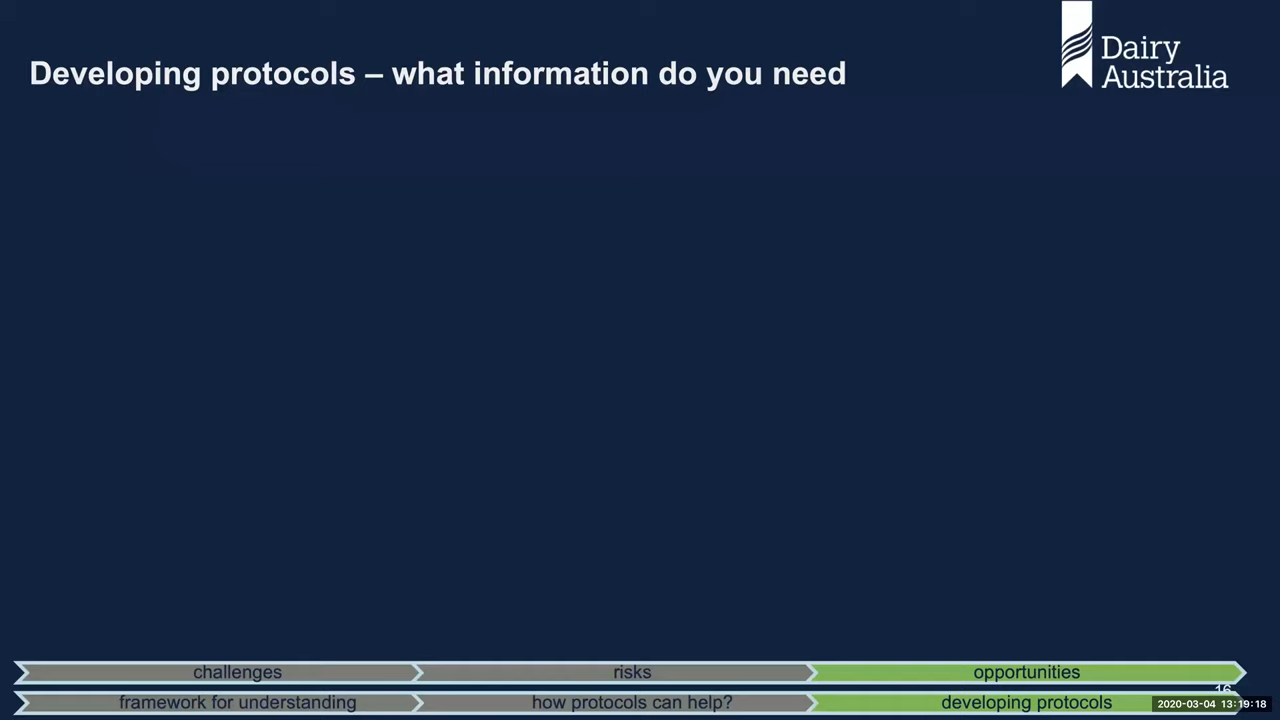 Developing protocols – what information do you need
Dairy
Australia
challenges
risks
opportunities
16
framework for understanding
how protocols can help?
developing protocols
2020-03-04 13:19:18